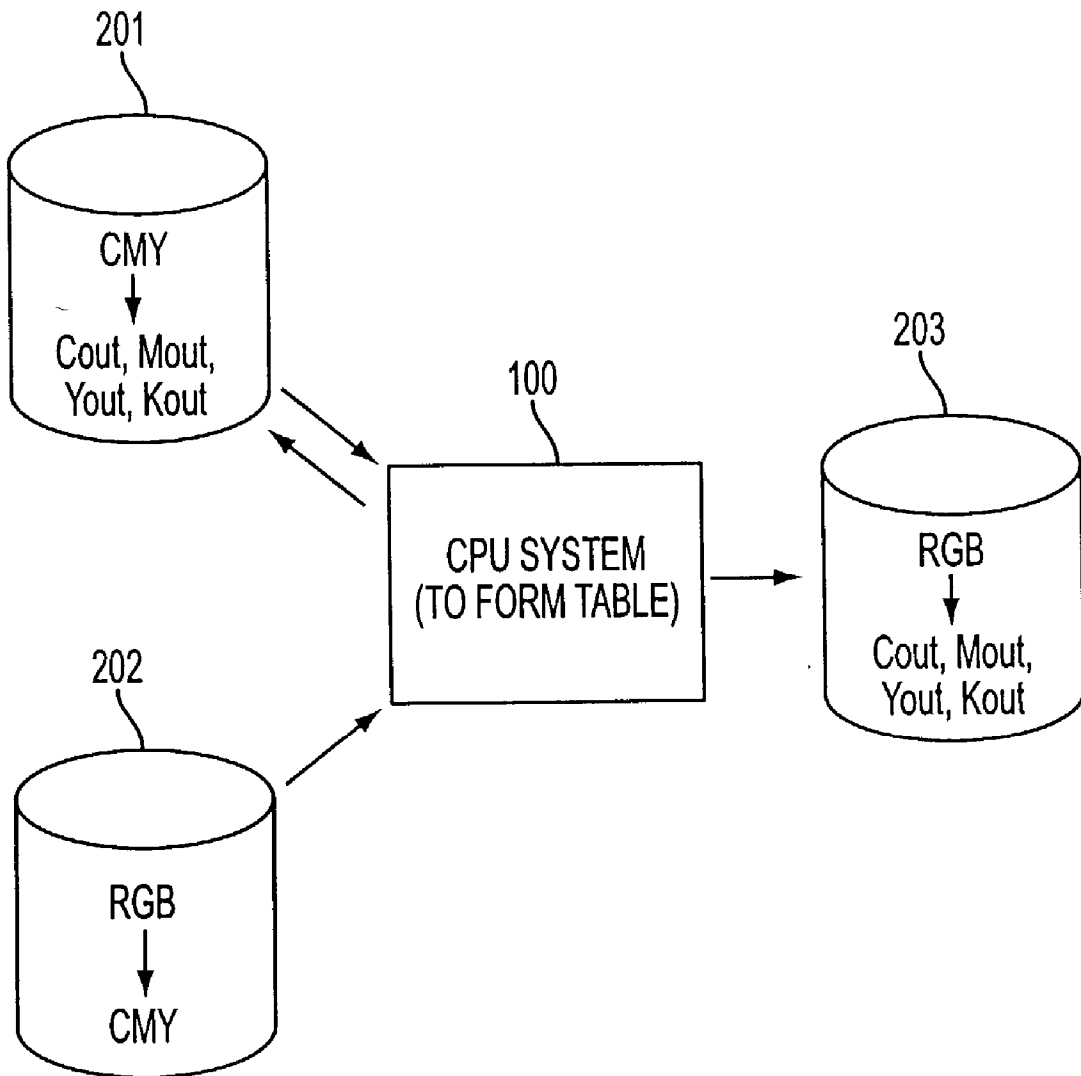 201
CMY
Cout, Mout,
Yout, Kout
100
CPU SYSTEM
(TO FORM TABLE)
203
RGB
Cout, Mout,
Yout, Kout
202
RGB
CMY